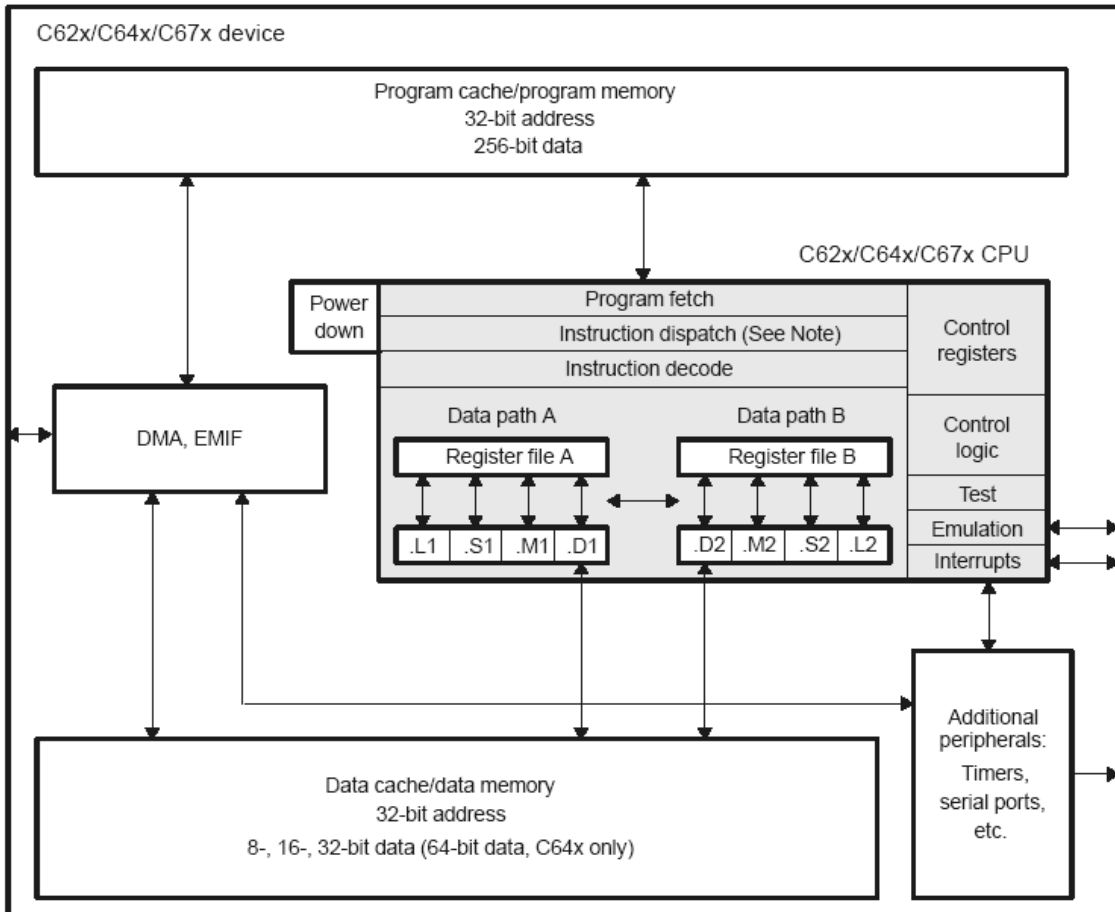 C62x/C64x/C67x device
Program cache/program memory
32-bit address
256-bit data
C62x/C64x/C67x CPU
Power
down
Program fetch
Instruction dispatch (See Note)
Instruction decode
Control
registers
DMA, EMIF
Data path A
Data path B
Register file A
Register file B
.L1 .S1 .M1 .D1
.D2 .M2 .S2 .L2
Control
logic
Test
Emulation
Interrupts
Data cache/data memory
32-bit address
8-, 16-, 32-bit data (64-bit data, C64x only)
Additional
peripherals:
Timers,
serial ports,
etc.